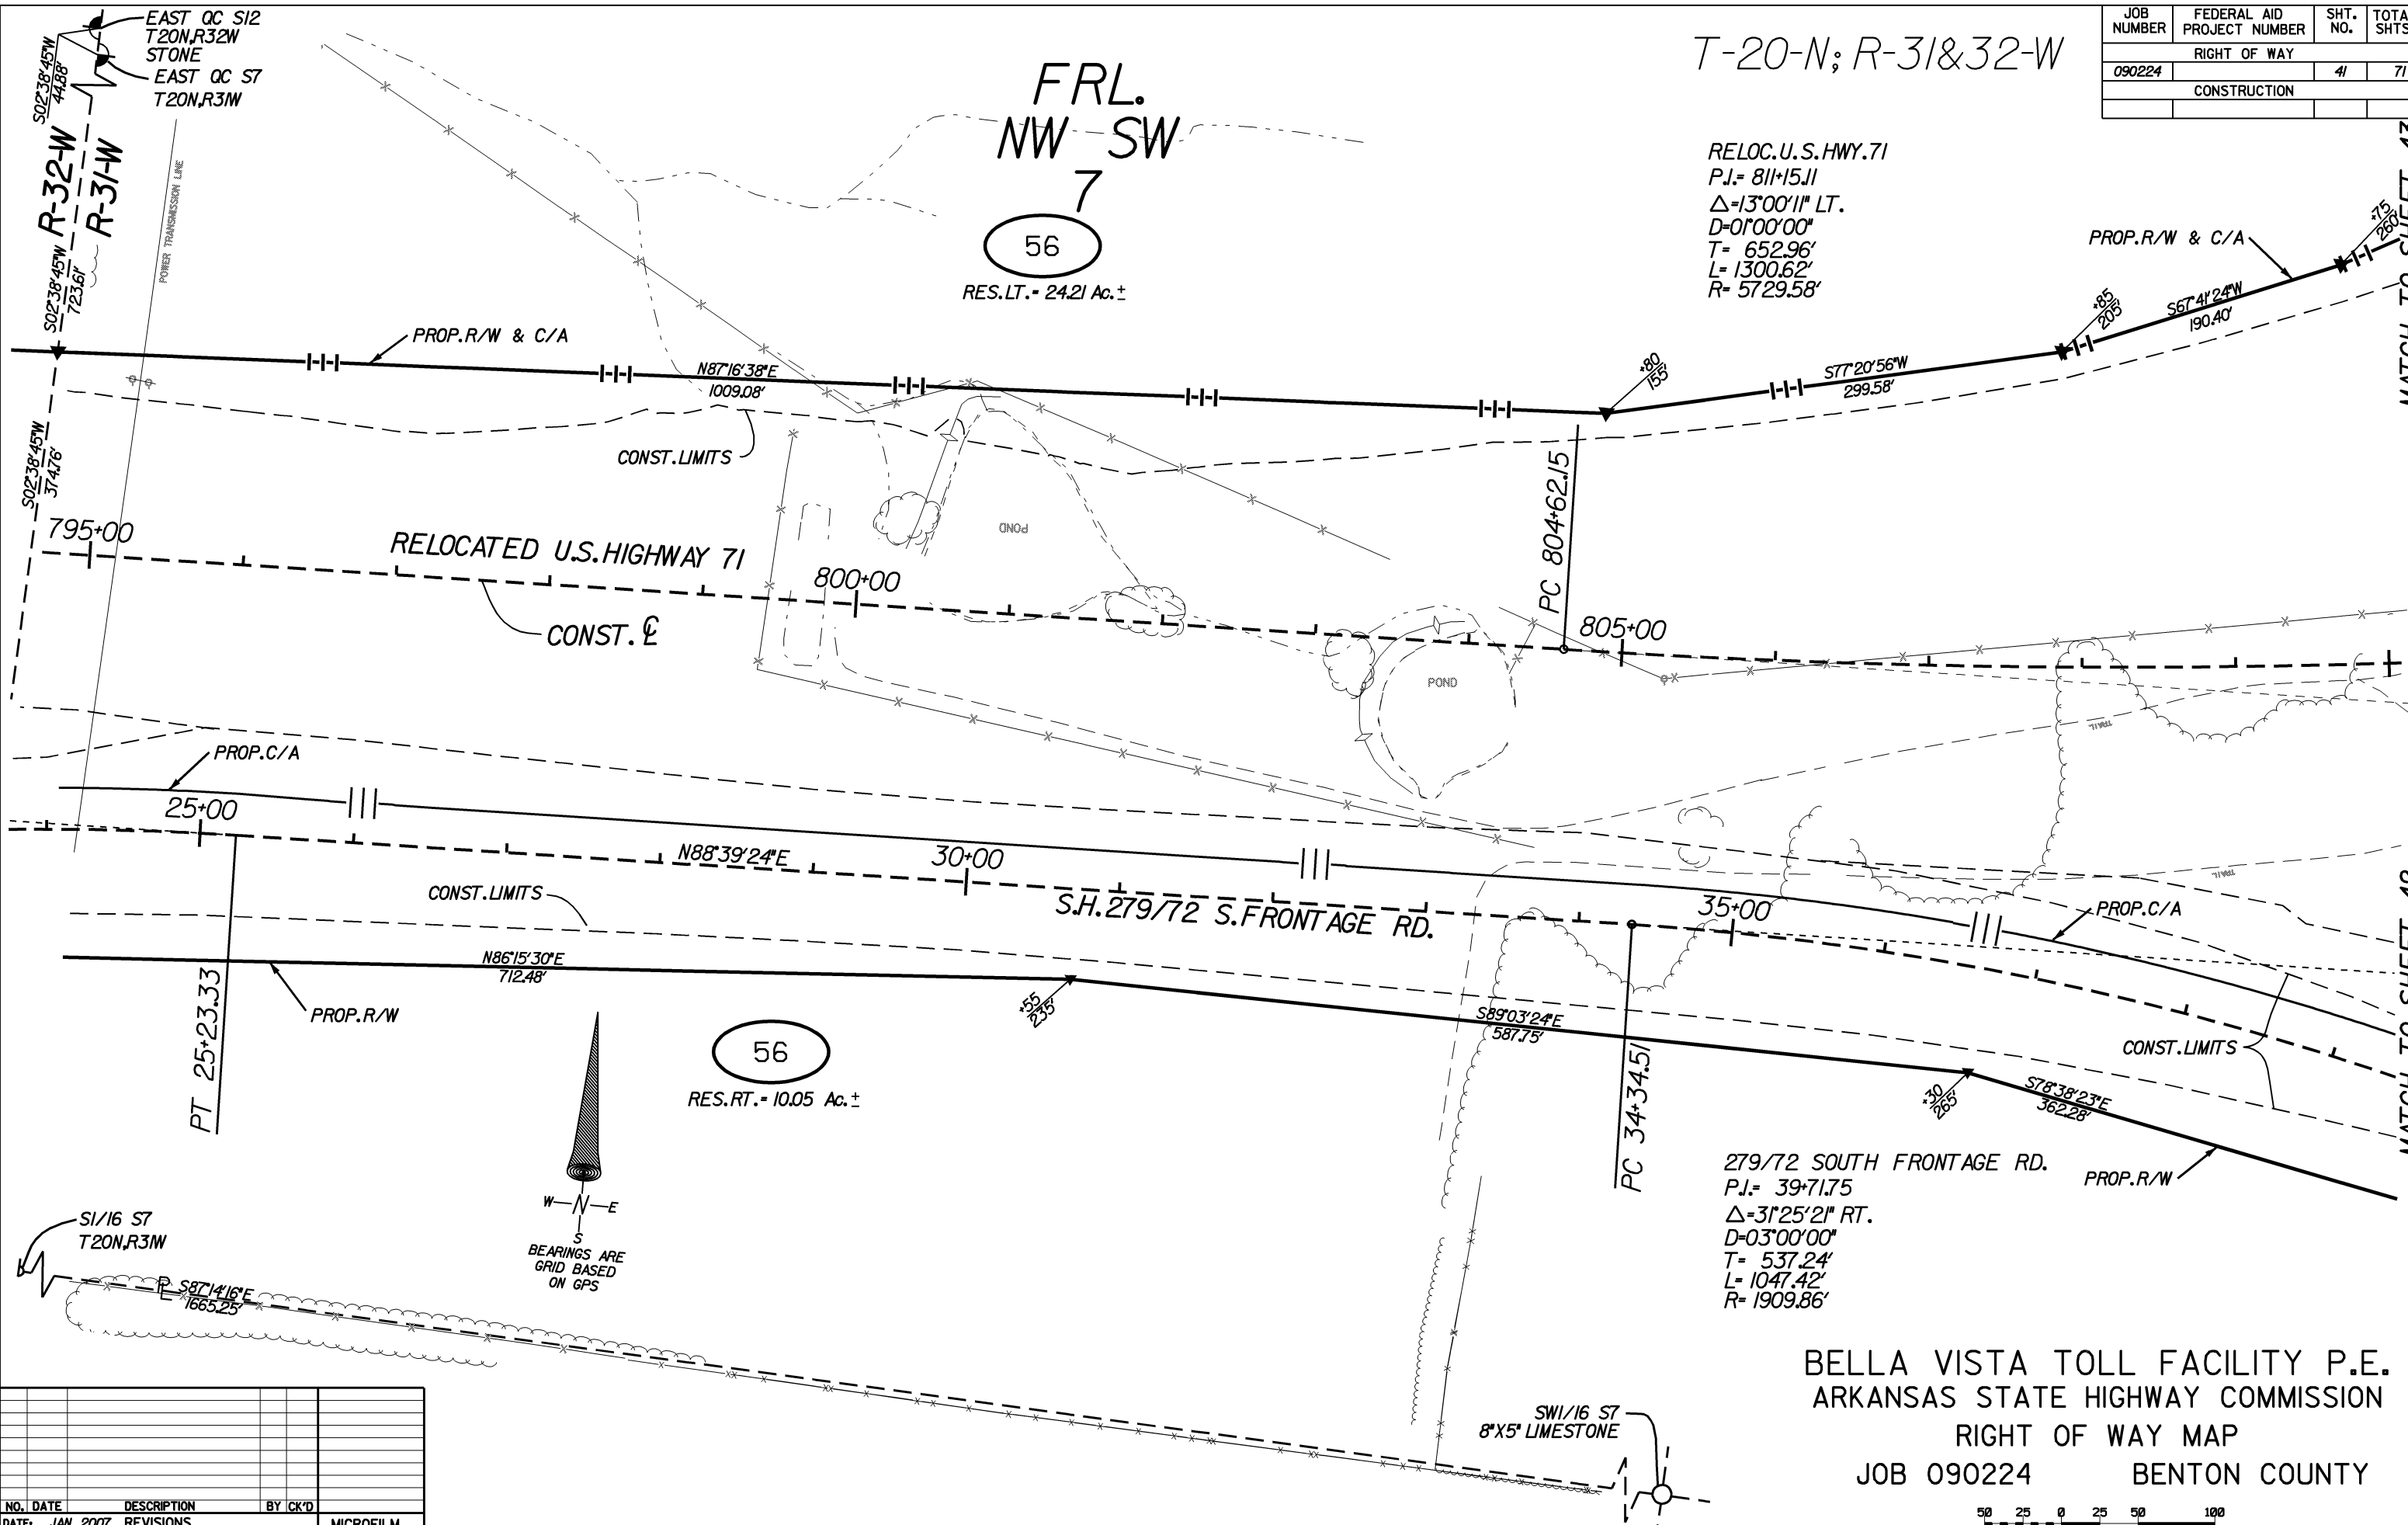 EAST QC S12
T20N,R32W
STONE
EAST QC S7
T20N,R31W
S02°38'45"W
44.88'
R-32-W
R-31-W
POWER TRANSMISSION LINE
S02°38'45"W
723.61'
S02°38'45"W
374.76'
FRL.
NW SW
7
56
RES.LT.= 24.21 Ac.±
T-20-N; R-31&32-W
JOB NUMBER
FEDERAL AID PROJECT NUMBER
SHT. NO.
TOTA
SHTS
RIGHT OF WAY
090224 41 71
CONSTRUCTION
RELOC.U.S.HWY.71
P.I.= 811+15.11
△=13°00'11" LT.
D=01°00'00"
T= 652.96'
L= 1300.62'
R= 5729.58'
PROP.R/W & C/A
+75
260'
+85
205'
S67°41'24"W
190.40'
+80
155'
S77°20'56"W
299.58'
PROP.R/W & C/A
N87°16'38"E
1009.08'
CONST.LIMITS
POND
PC 804+62.15
795+00
RELOCATED U.S.HIGHWAY 71
800+00
CONST. ℄
805+00
POND
TRAIL
PROP.C/A
25+00
N88°39'24"E
30+00
CONST.LIMITS
S.H.279/72 S.FRONTAGE RD.
35+00
TRAIL
PROP.C/A
N86°15'30"E
712.48'
PROP.R/W
PT 25+23.33
+55
235'
S89°03'24"E
587.75'
PC 34+34.51
+30
265'
CONST.LIMITS
S78°38'23"E
362.28'
PROP.R/W
56
RES.RT.= 10.05 Ac.±
W N E
S
BEARINGS ARE
GRID BASED
ON GPS
279/72 SOUTH FRONTAGE RD.
P.I.= 39+71.75
△=31°25'21" RT.
D=03°00'00"
T= 537.24'
L= 1047.42'
R= 1909.86'
S1/16 S7
T20N,R31W
PL
S87°14'16"E
1665.25'
SW1/16 S7
8"X5" LIMESTONE
BELLA VISTA TOLL FACILITY P.E.
ARKANSAS STATE HIGHWAY COMMISSION
RIGHT OF WAY MAP
JOB 090224 BENTON COUNTY
50 25 0 25 50 100
NO. DATE DESCRIPTION BY CK'D
DATE: JAN 2007 REVISIONS MICROFILM